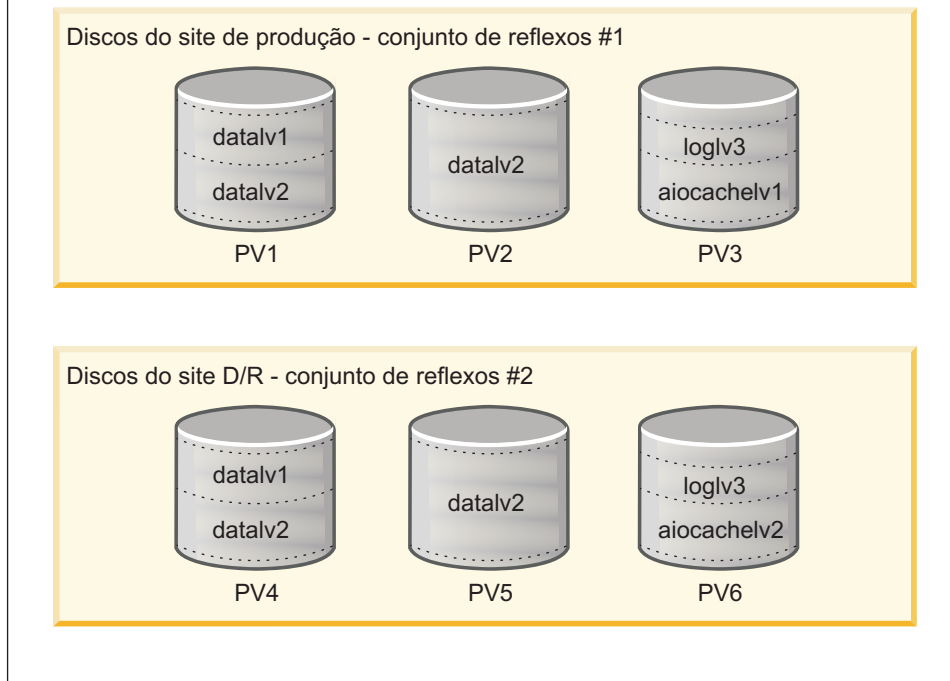 Discos do site de produção - conjunto de reflexos #1
datalv1
datalv2
datalv2
loglv3
aiocachelv1
PV1
PV2
PV3
Discos do site D/R - conjunto de reflexos #2
datalv1
datalv2
datalv2
loglv3
aiocachelv2
PV4
PV5
PV6